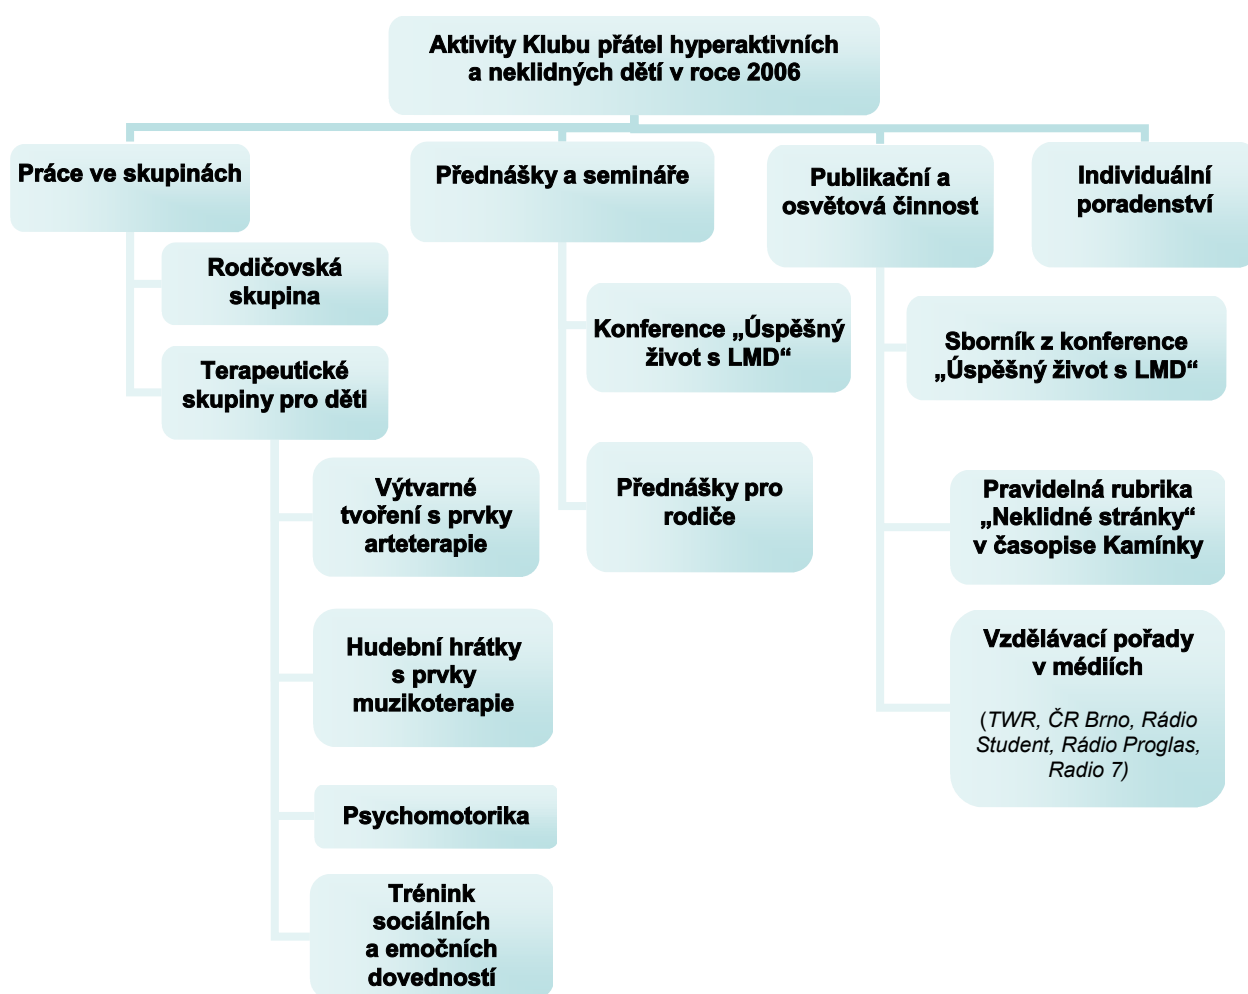 Aktivity Klubu přátel hyperaktivních
a neklidných dětí v roce 2006
Práce ve skupinách
Rodičovská
skupina
Terapeutické
skupiny pro děti
Výtvarné
tvoření s prvky
arteterapie
Hudební hrátky
s prvky
muzikoterapie
Psychomotorika
Trénink
sociálních
a emočních
dovedností
Přednášky a semináře
Konference „Úspěšný
život s LMD“
Přednášky pro
rodiče
Publikační a
osvětová činnost
Sborník z konference
„Úspěšný život s LMD“
Pravidelná rubrika
„Neklidné stránky“
v časopise Kamínky
Vzdělávací pořady
v médiích
(TWR, ČR Brno, Rádio
Student, Rádio Proglas,
Radio 7)
Individuální
poradenství